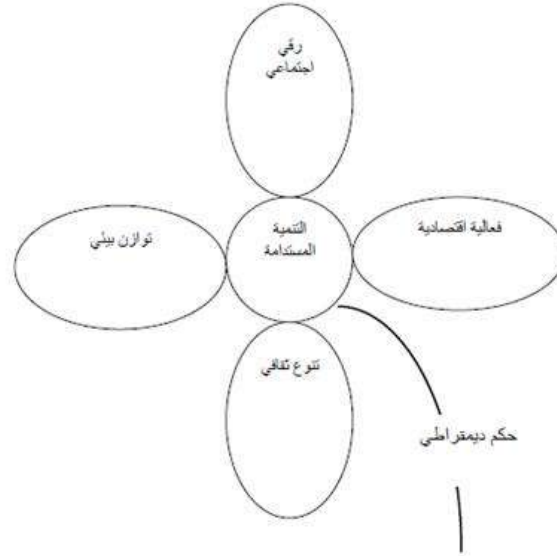 رقي
اجتماعي
فعالية اقتصادية
التنمية
المستدامة
توازن بيئي
تنوع ثقافي
حكم ديمقراطي